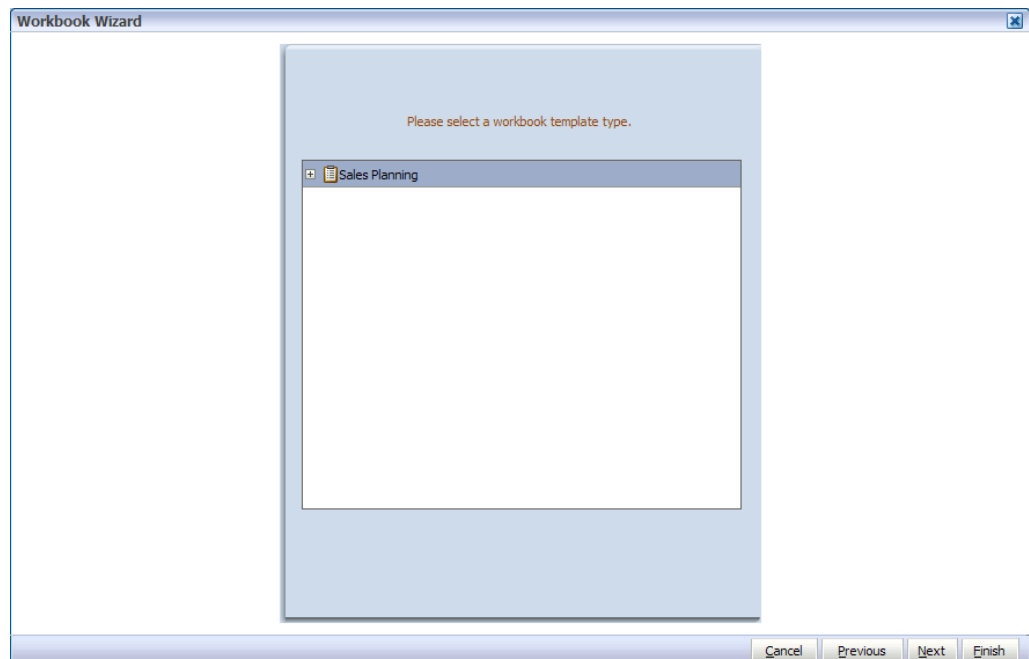 Workbook Wizard
Please select a workbook template type.
Sales Planning
Cancel Previous Next Finish